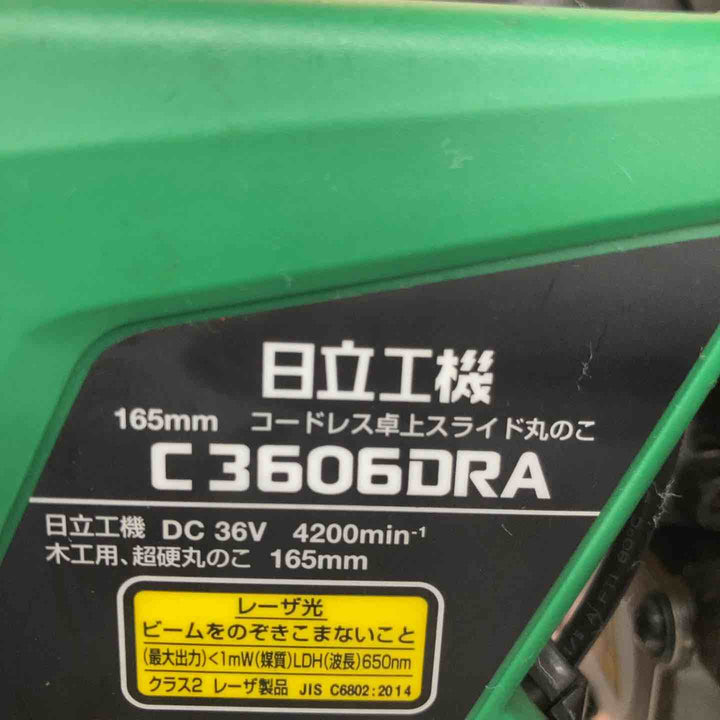 日立工機
165mm コードレス卓上スライド丸のこ
C3606DRA
日立工機 DC 36V 4200min-¹
木工用、超硬丸のこ 165mm
レーザ光
ビームをのぞきこまないこと
(最大出力)<1mW(媒質)LDH(波長)650nm
クラス2 レーザ製品 JIS C6802:2014